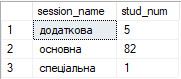 session_name stud_num
1 додаткова 5
2 основна 82
3 спеціальна 1